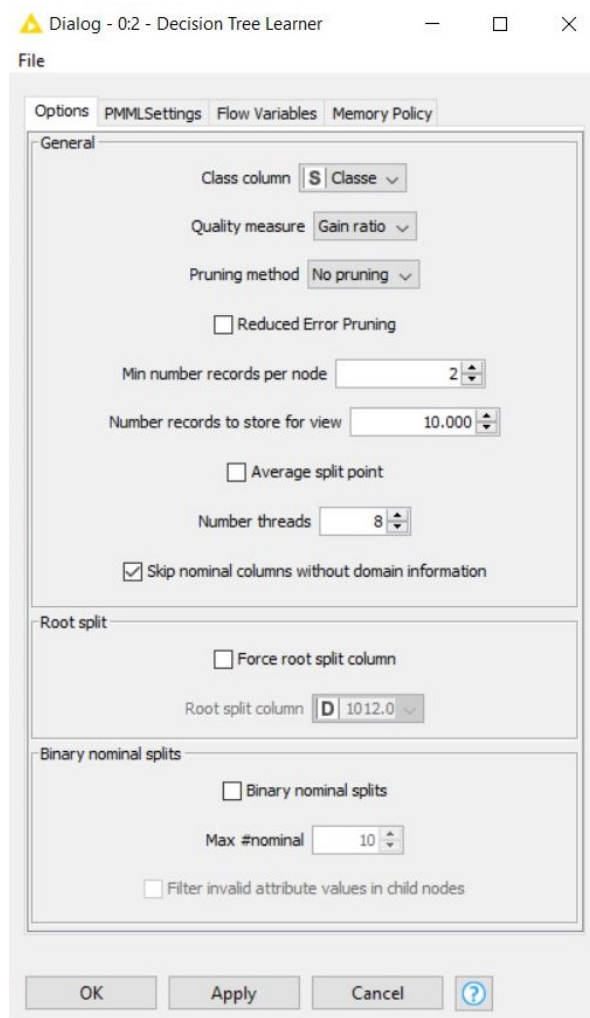 Dialog - 0:2 - Decision Tree Learner
File
Options PMMLSettings Flow Variables Memory Policy
General
Class column S Classe
Quality measure Gain ratio
Pruning method No pruning
Reduced Error Pruning
Min number records per node 2
Number records to store for view 10.000
Average split point
Number threads 8
Skip nominal columns without domain information
Root split
Force root split column
Root split column D 1012.0
Binary nominal splits
Binary nominal splits
Max #nominal 10
Filter invalid attribute values in child nodes
OK Apply Cancel ?